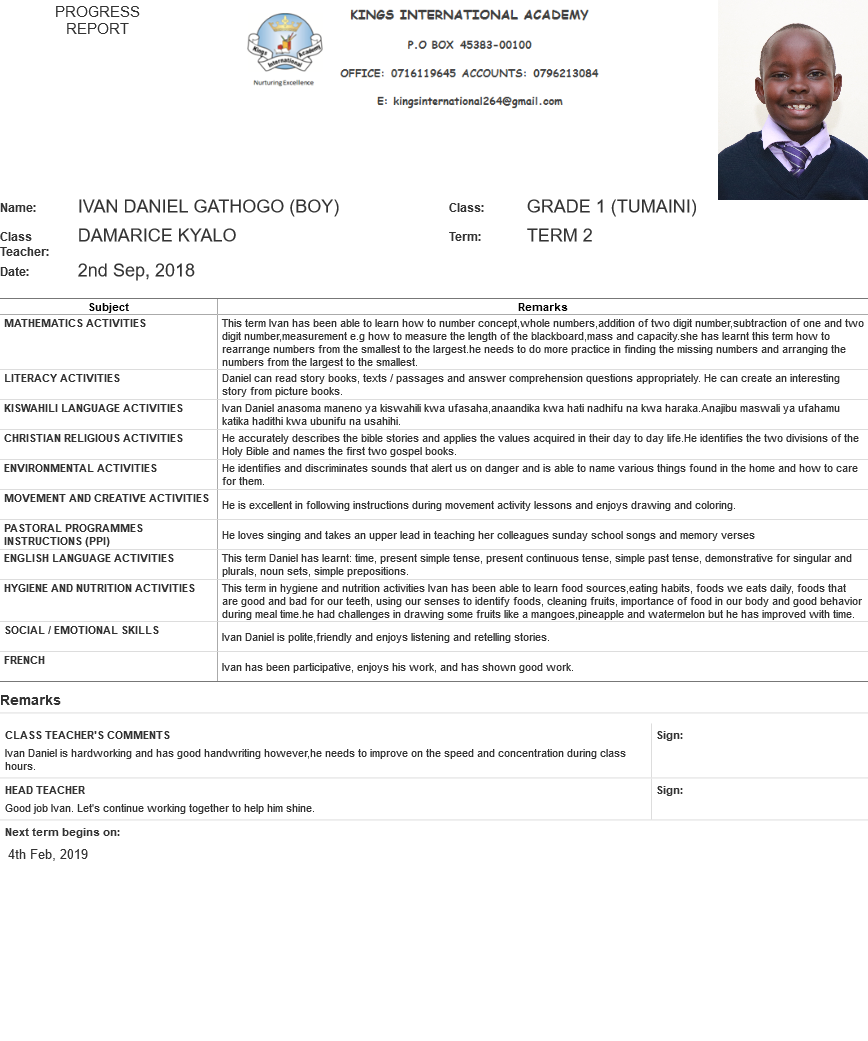 PROGRESS
REPORT
Kings Academy
International
Nurturing Excellence
KINGS INTERNATIONAL ACADEMY
P.O BOX 45383-00100
OFFICE: 0716119645 ACCOUNTS: 0796213084
E: kingsinternational264@gmail.com
Name: IVAN DANIEL GATHOGO (BOY) Class: GRADE 1 (TUMAINI)
Class Teacher: DAMARICE KYALO Term: TERM 2
Date: 2nd Sep, 2018
Subject Remarks
MATHEMATICS ACTIVITIES This term Ivan has been able to learn how to number concept,whole numbers,addition of two digit number,subtraction of one and two
digit number,measurement e.g how to measure the length of the blackboard,mass and capacity.she has learnt this term how to
rearrange numbers from the smallest to the largest.he needs to do more practice in finding the missing numbers and arranging the
numbers from the largest to the smallest.
LITERACY ACTIVITIES Daniel can read story books, texts / passages and answer comprehension questions appropriately. He can create an interesting
story from picture books.
KISWAHILI LANGUAGE ACTIVITIES Ivan Daniel anasoma maneno ya kiswahili kwa ufasaha,anaandika kwa hati nadhifu na kwa haraka.Anajibu maswali ya ufahamu
katika hadithi kwa ubunifu na usahihi.
CHRISTIAN RELIGIOUS ACTIVITIES He accurately describes the bible stories and applies the values acquired in their day to day life.He identifies the two divisions of the
Holy Bible and names the first two gospel books.
ENVIRONMENTAL ACTIVITIES He identifies and discriminates sounds that alert us on danger and is able to name various things found in the home and how to care
for them.
MOVEMENT AND CREATIVE ACTIVITIES He is excellent in following instructions during movement activity lessons and enjoys drawing and coloring.
PASTORAL PROGRAMMES
INSTRUCTIONS (PPI) He loves singing and takes an upper lead in teaching her colleagues sunday school songs and memory verses
ENGLISH LANGUAGE ACTIVITIES This term Daniel has learnt: time, present simple tense, present continuous tense, simple past tense, demonstrative for singular and
plurals, noun sets, simple prepositions.
HYGIENE AND NUTRITION ACTIVITIES This term in hygiene and nutrition activities Ivan has been able to learn food sources,eating habits, foods we eats daily, foods that
are good and bad for our teeth, using our senses to identify foods, cleaning fruits, importance of food in our body and good behavior
during meal time.he had challenges in drawing some fruits like a mangoes,pineapple and watermelon but he has improved with time.
SOCIAL / EMOTIONAL SKILLS Ivan Daniel is polite,friendly and enjoys listening and retelling stories.
FRENCH Ivan has been participative, enjoys his work, and has shown good work.
Remarks
CLASS TEACHER'S COMMENTS Sign:
Ivan Daniel is hardworking and has good handwriting however,he needs to improve on the speed and concentration during class
hours.
HEAD TEACHER Sign:
Good job Ivan. Let's continue working together to help him shine.
Next term begins on:
4th Feb, 2019